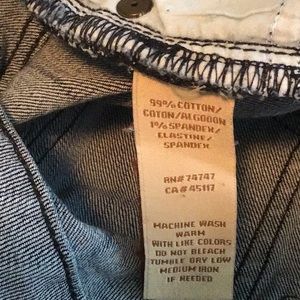 99% COTTON/
COTON/ALGODON
1% SPANDEX/
ELASTINE/
SPANDEX
RN# 74747
CA# 45117
MACHINE WASH
WARM
WITH LIKE COLORS
DO NOT BLEACH
TUMBLE DRY LOW
MEDIUM IRON
IF NEEDED